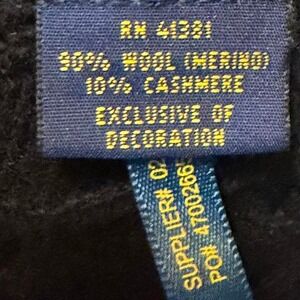 RN 41381
90% WOOL (MERINO)
10% CASHMERE
EXCLUSIVE OF
DECORATION
SUPPLIER# 02
PO# 4700266